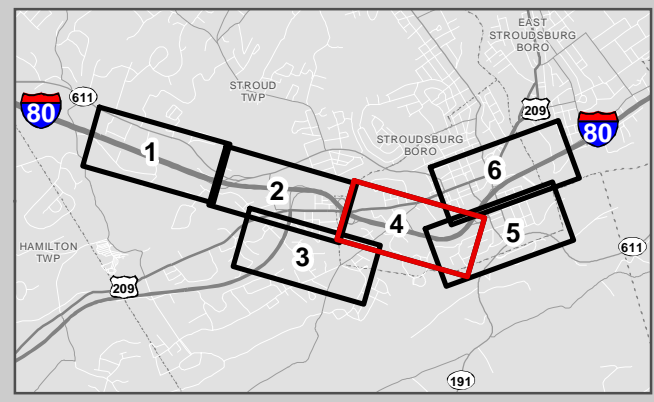 EAST
STROUDSBURG
BORO
STROUD
TWP
611
80
209
80
STROUDSBURG
BORO
1
6
2
4
5
HAMILTON
TWP
3
611
209
191